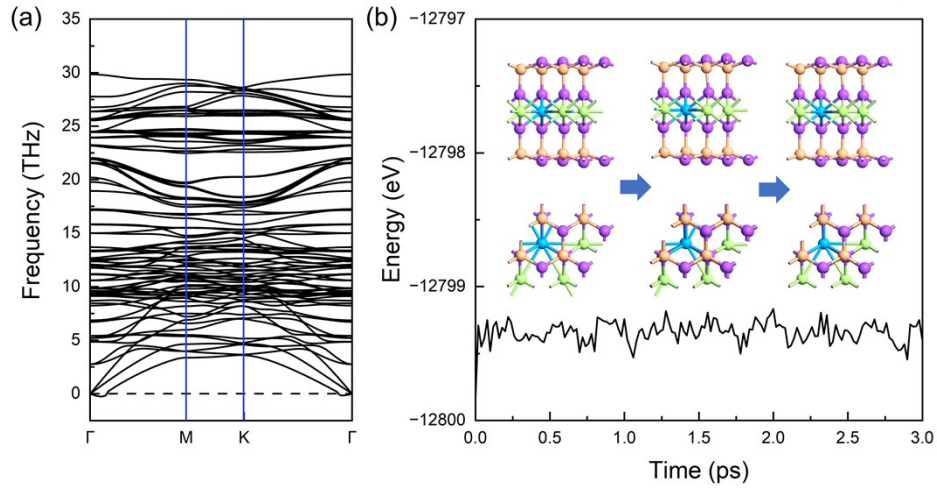 (a)
35
30
25
20
15
10
5
0
Frequency (THz)
Γ M K Γ
(b)
−12797
−12798
−12799
−12800
Energy (eV)
0.0 0.5 1.0 1.5 2.0 2.5 3.0
Time (ps)